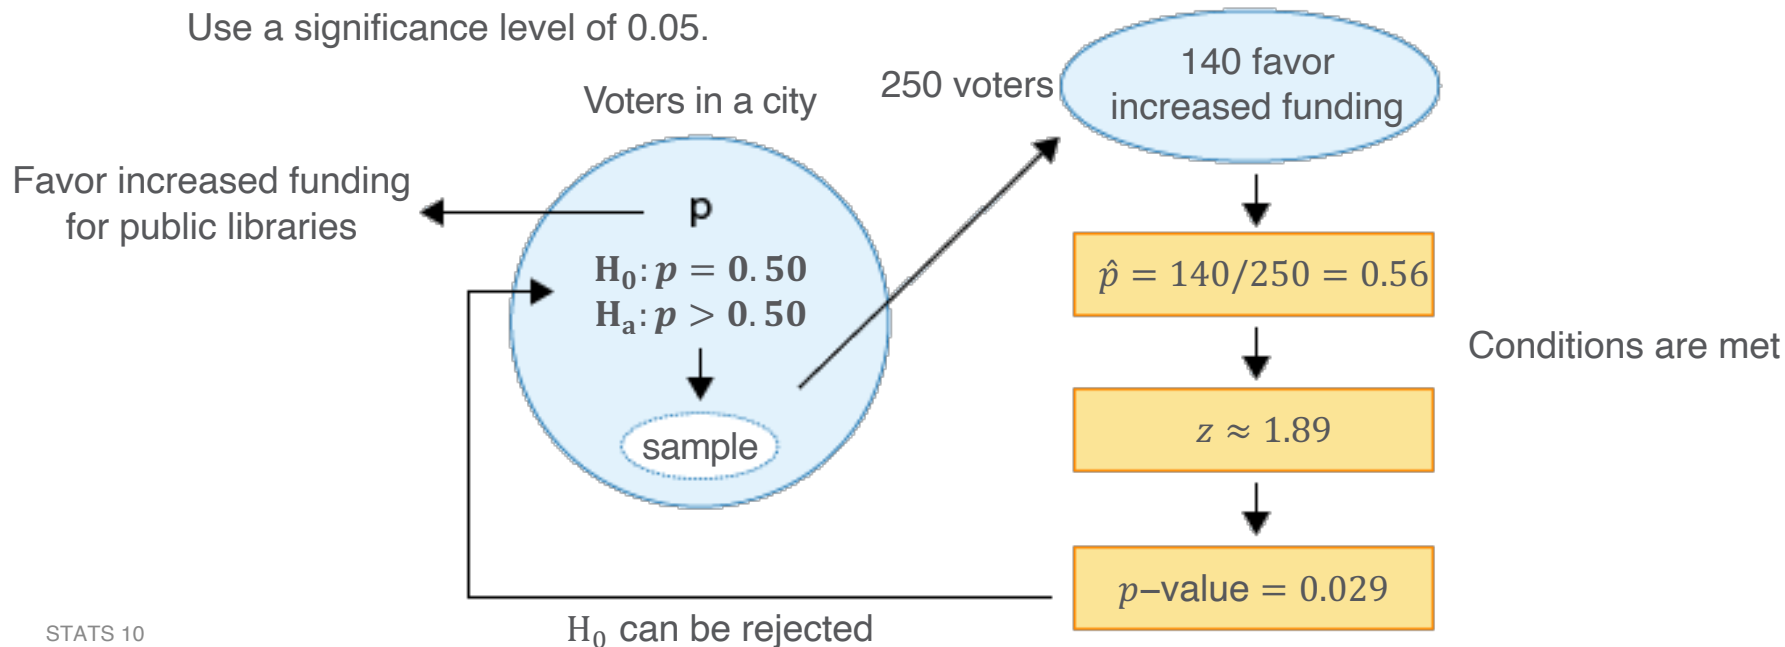 Use a significance level of 0.05.
Voters in a city
250 voters
140 favor
increased funding
Favor increased funding
for public libraries
p
H₀: p = 0.50
Hₐ: p > 0.50
sample
p̂ = 140/250 = 0.56
Conditions are met
z ≈ 1.89
p–value = 0.029
H₀ can be rejected
STATS 10